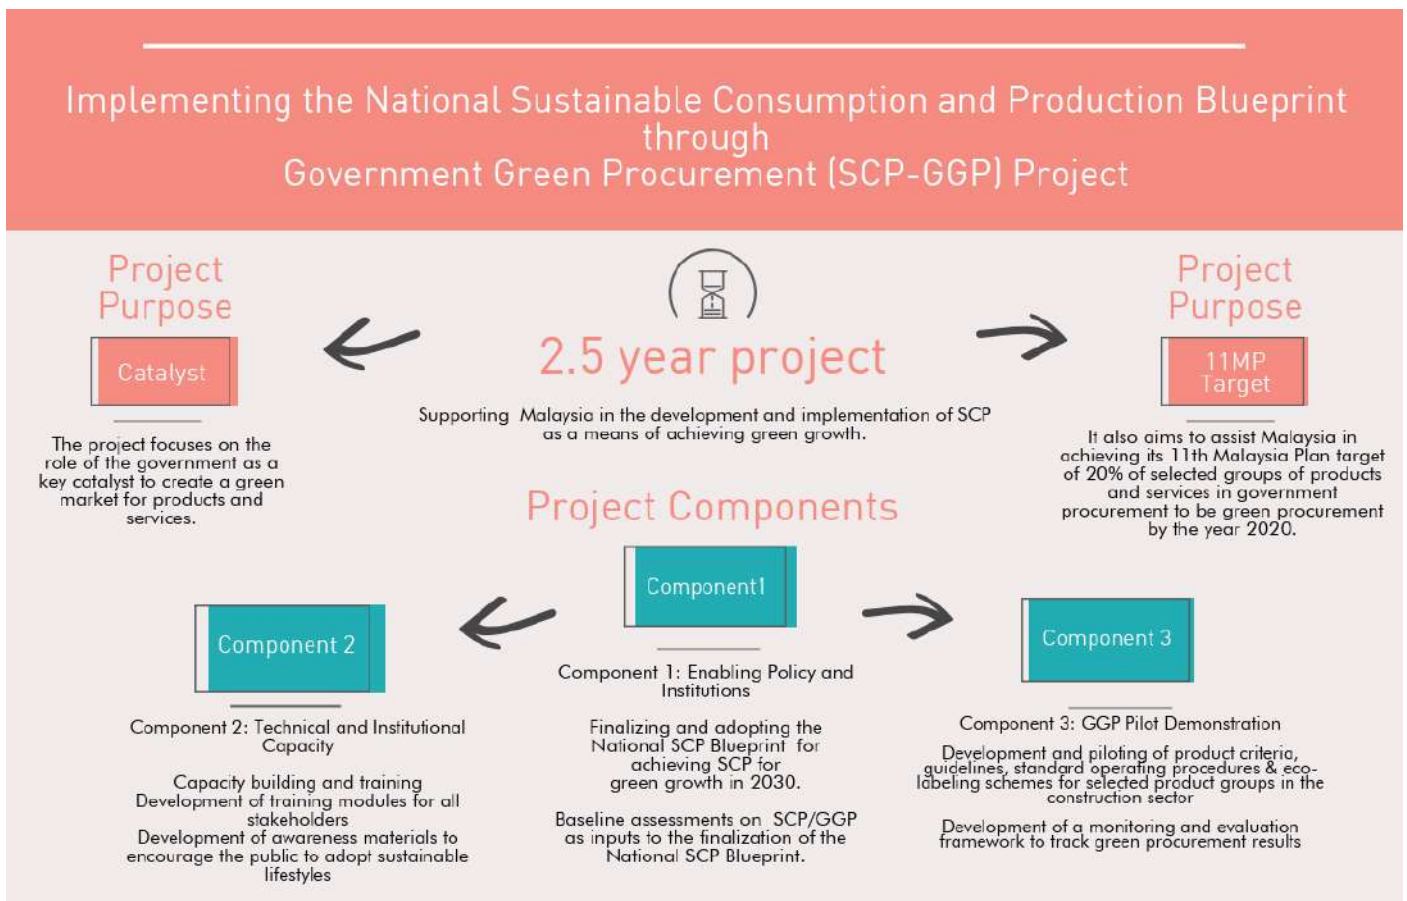 Implementing the National Sustainable Consumption and Production Blueprint
through
Government Green Procurement (SCP-GGP) Project
Project
Purpose
Catalyst
The project focuses on the
role of the government as a
key catalyst to create a green
market for products and
services.
2.5 year project
Supporting Malaysia in the development and implementation of SCP
as a means of achieving green growth.
Project
Purpose
11MP
Target
It also aims to assist Malaysia in
achieving its 11th Malaysia Plan target
of 20% of selected groups of products
and services in government
procurement to be green procurement
by the year 2020.
Project Components
Component1
Component 1: Enabling Policy and
Institutions
Finalizing and adopting the
National SCP Blueprint for
achieving SCP for
green growth in 2030.
Baseline assessments on SCP/GGP
as inputs to the finalization of the
National SCP Blueprint.
Component 2
Component 2: Technical and Institutional
Capacity
Capacity building and training
Development of training modules for all
stakeholders
Development of awareness materials to
encourage the public to adopt sustainable
lifestyles
Component 3
Component 3: GGP Pilot Demonstration
Development and piloting of product criteria,
guidelines, standard operating procedures & eco-
labeling schemes for selected product groups in the
construction sector
Development of a monitoring and evaluation
framework to track green procurement results